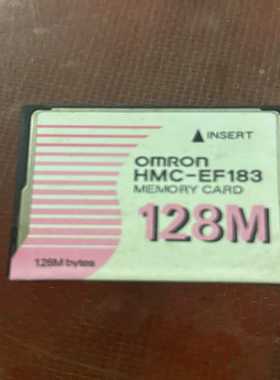 ▲INSERT
omron
HMC-EF183
MEMORY CARD
128M
128M bytes